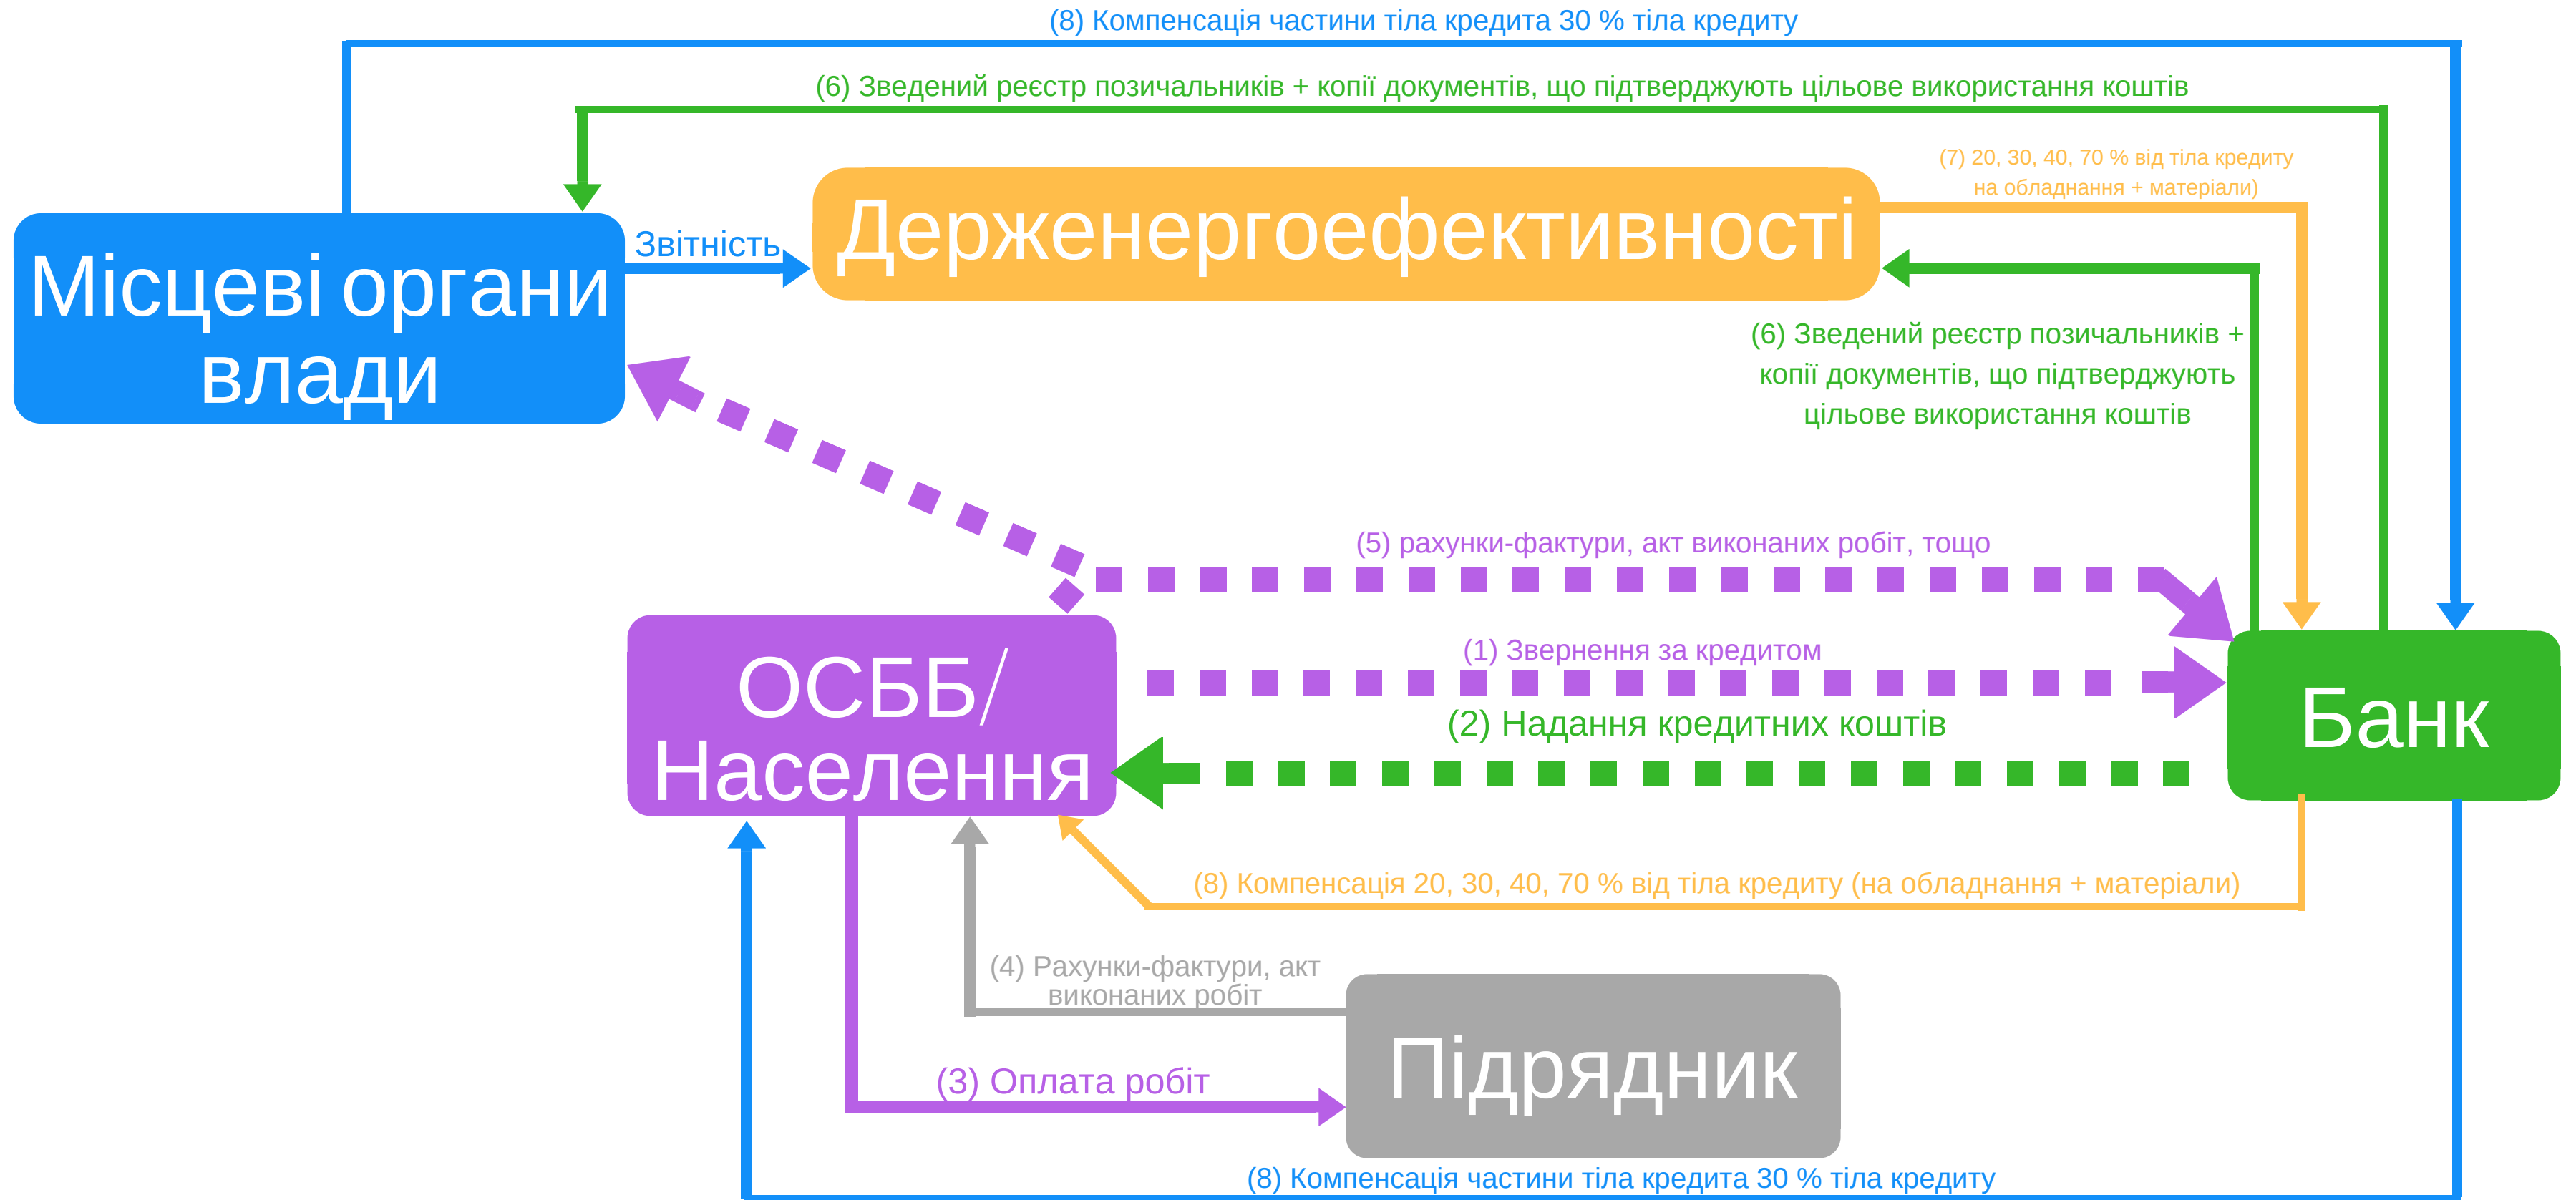 (8) Компенсація частини тіла кредита 30 % тіла кредиту
(6) Зведений реєстр позичальників + копії документів, що підтверджують цільове використання коштів
(7) 20, 30, 40, 70 % від тіла кредиту
на обладнання + матеріали)
Держенергоефективності
Звітність
Місцеві органи
влади
(6) Зведений реєстр позичальників +
копії документів, що підтверджують
цільове використання коштів
(5) рахунки-фактури, акт виконаних робіт, тощо
(1) Звернення за кредитом
ОСББ/
Населення
(2) Надання кредитних коштів
Банк
(8) Компенсація 20, 30, 40, 70 % від тіла кредиту (на обладнання + матеріали)
(4) Рахунки-фактури, акт
виконаних робіт
Підрядник
(3) Оплата робіт
(8) Компенсація частини тіла кредита 30 % тіла кредиту